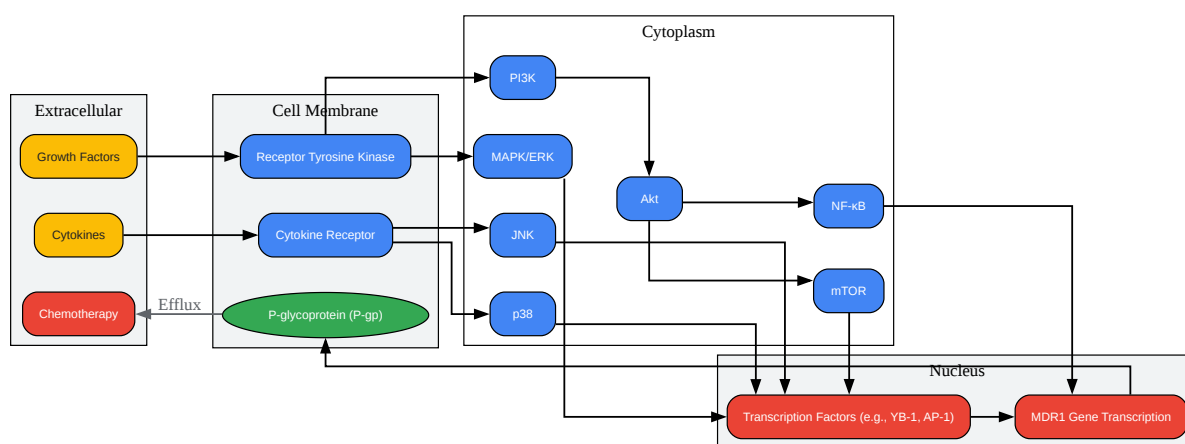 Cytoplasm
PI3K
Extracellular
Cell Membrane
Growth Factors
Receptor Tyrosine Kinase
MAPK/ERK
Akt
NF-κB
Cytokines
Cytokine Receptor
JNK
mTOR
Efflux
Chemotherapy
P-glycoprotein (P-gp)
p38
Nucleus
Transcription Factors (e.g., YB-1, AP-1)
MDR1 Gene Transcription